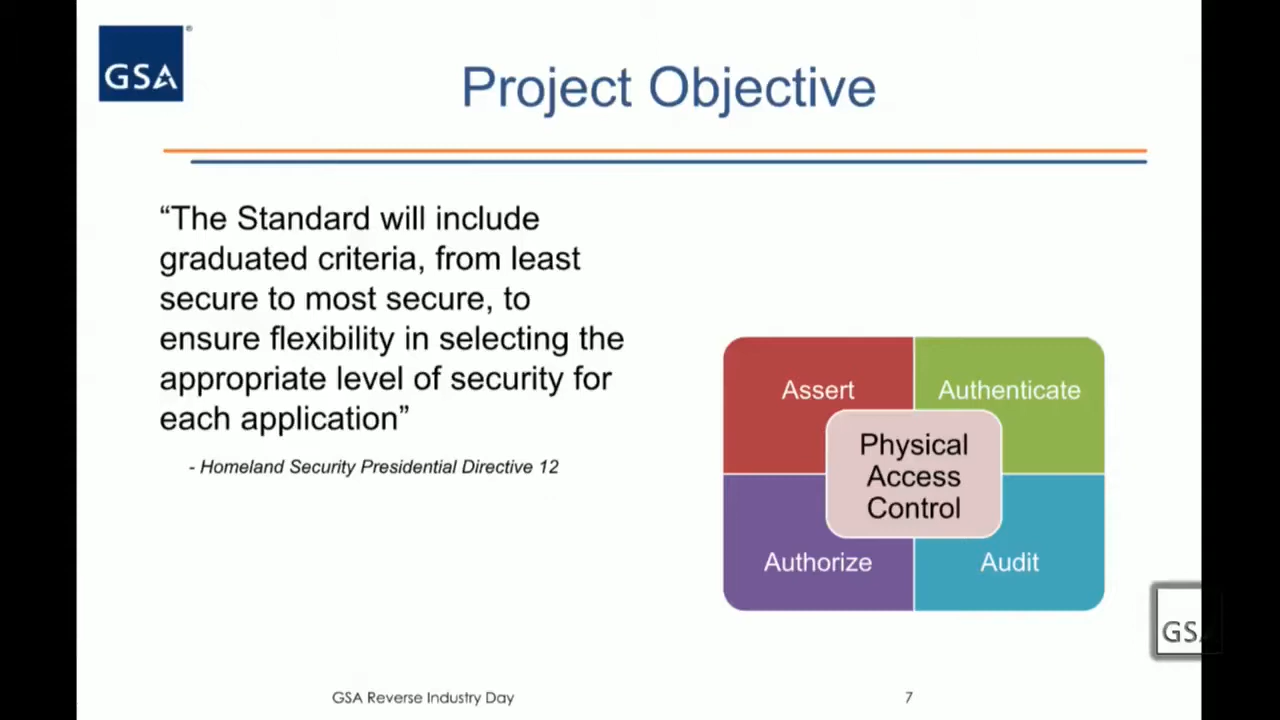 GSA
®
Project Objective
“The Standard will include
graduated criteria, from least
secure to most secure, to
ensure flexibility in selecting the
appropriate level of security for
each application”
- Homeland Security Presidential Directive 12
Assert
Authenticate
Physical
Access
Control
Authorize
Audit
GSA
GSA Reverse Industry Day
7